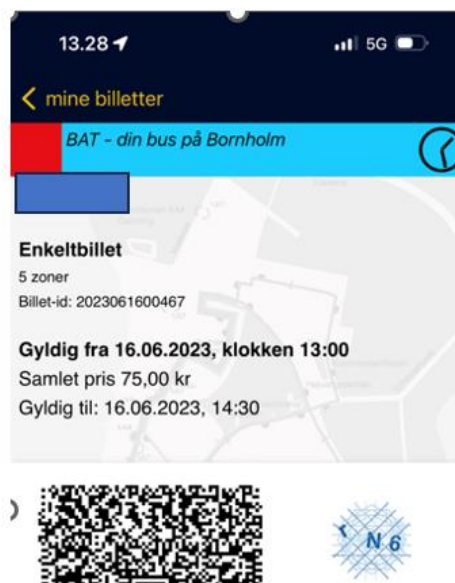 13.28
5G
mine billetter
BAT - din bus på Bornholm
Enkeltbillet
5 zoner
Billet-id: 2023061600467
Gyldig fra 16.06.2023, klokken 13:00
Samlet pris 75,00 kr
Gyldig til: 16.06.2023, 14:30
N 6